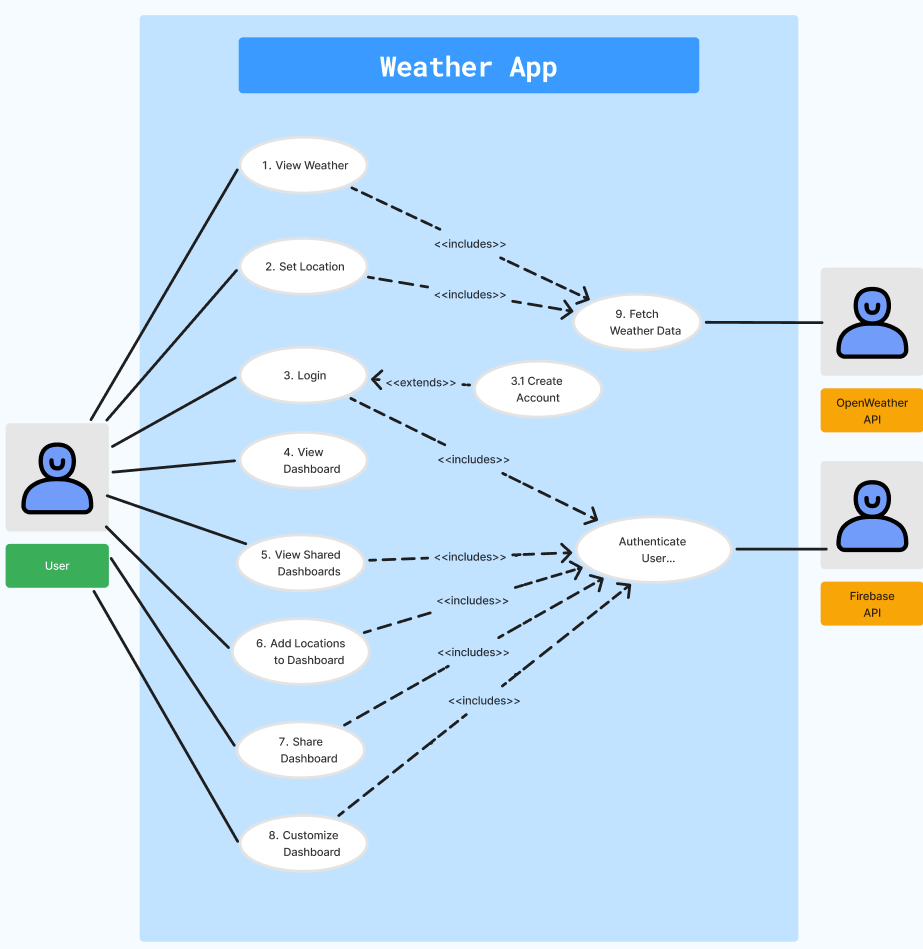 Weather App
1. View Weather
<<includes>>
2. Set Location
<<includes>>
9. Fetch
Weather Data
3. Login
<<extends>>
3.1 Create
Account
OpenWeather
API
4. View
Dashboard
<<includes>>
User
5. View Shared
Dashboards
<<includes>>
Authenticate
User...
Firebase
API
6. Add Locations
to Dashboard
<<includes>>
7. Share
Dashboard
<<includes>>
8. Customize
Dashboard
<<includes>>